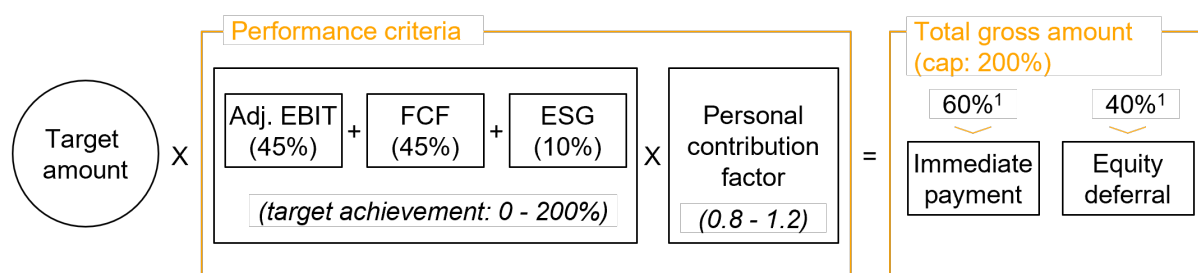 Performance criteria
Total gross amount
(cap: 200%)
Target
amount
X
Adj. EBIT
(45%)
+
FCF
(45%)
+
ESG
(10%)
(target achievement: 0 - 200%)
X
Personal
contribution
factor
(0.8 - 1.2)
=
60%¹
Immediate
payment
40%¹
Equity
deferral